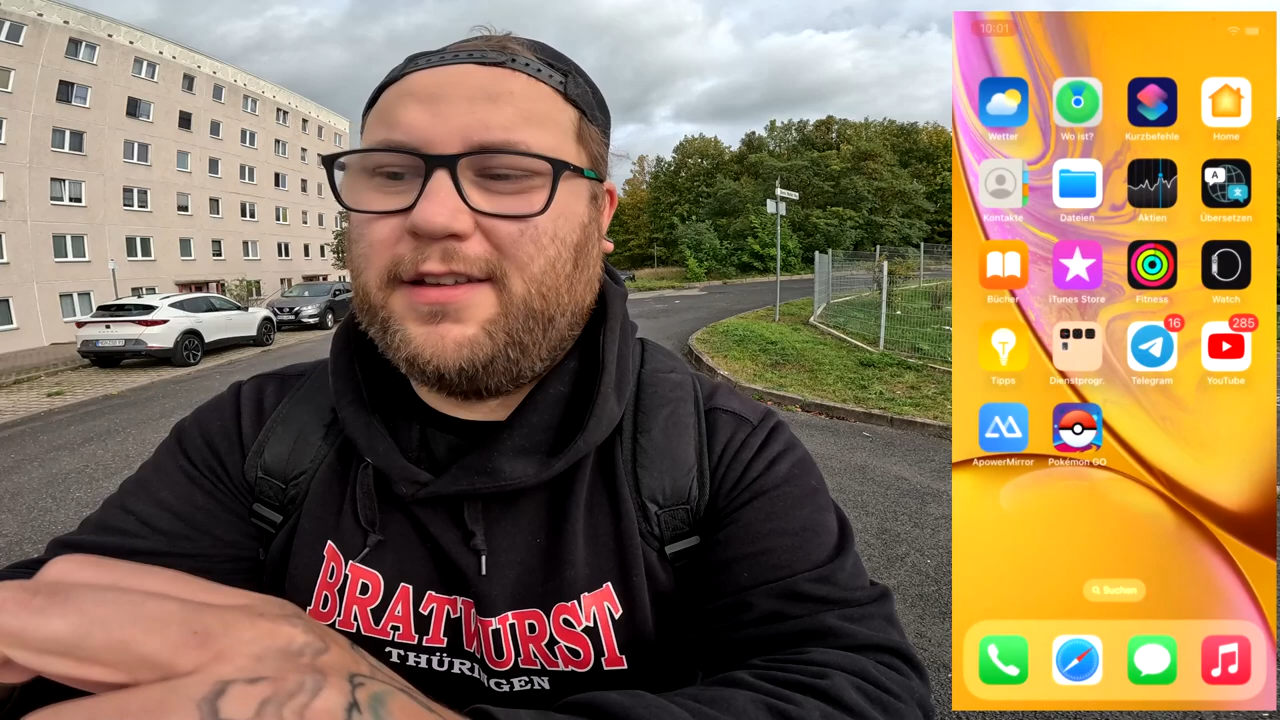 BRATWURST
THÜRINGEN
10:01
Wetter
Wo ist?
Kurzbefehle
Home
Kontakte
Dateien
Aktien
Übersetzen
Bücher
iTunes Store
Fitness
Watch
16
285
Tipps
Dienstprogr.
Telegram
YouTube
ApowerMirror
Pokémon GO
Suchen